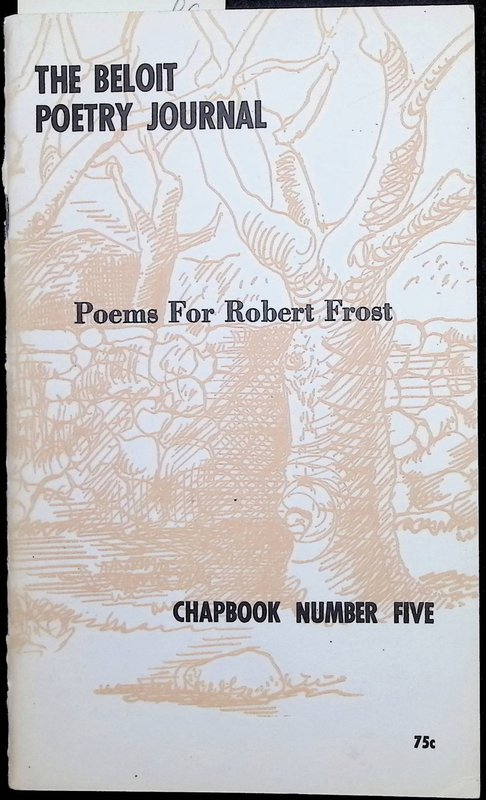 THE BELOIT
POETRY JOURNAL
Poems For Robert Frost
CHAPBOOK NUMBER FIVE
75c